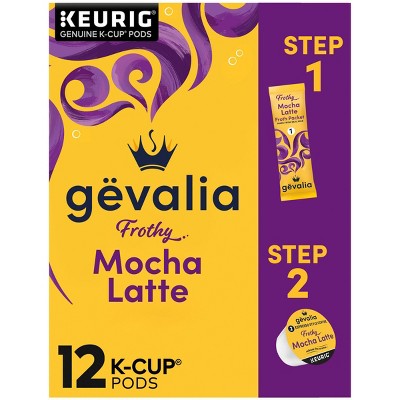 KEURIG
GENUINE K-CUP® PODS
gëvalia
Frothy
Mocha
Latte
12 K-CUP®
PODS
STEP
1
Frothy
Mocha
Latte
Froth Packet
1
gëvalia
STEP
2
gëvalia
Frothy
Mocha Latte
KEURIG